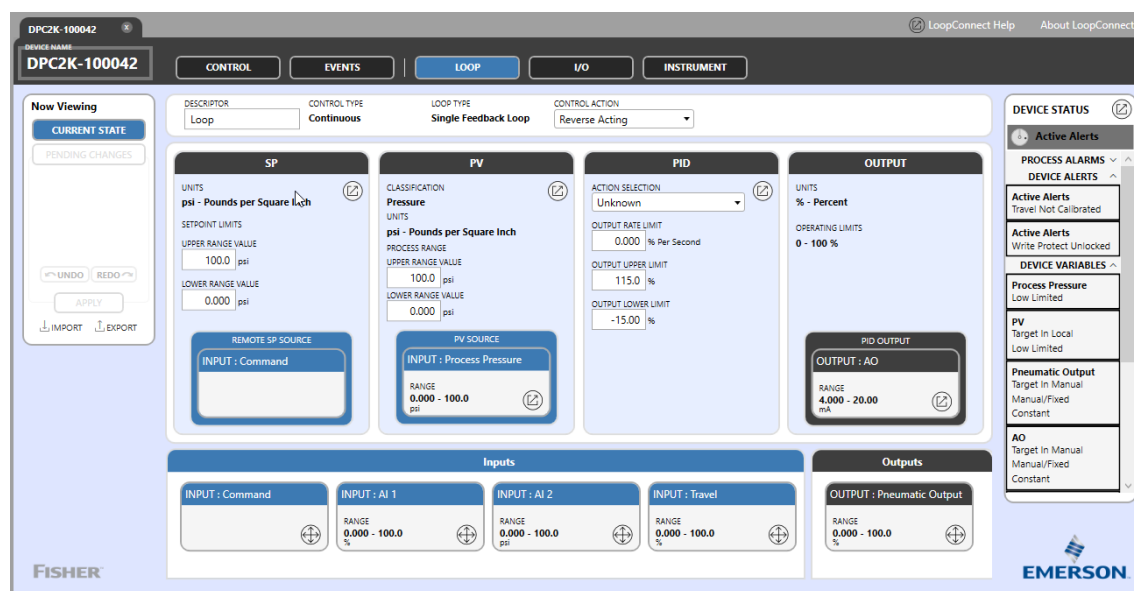 DPC2K-100042
LoopConnect Help About LoopConnect
DEVICE NAME
DPC2K-100042
CONTROL EVENTS LOOP I/O INSTRUMENT
Now Viewing
CURRENT STATE
PENDING CHANGES
UNDO REDO
APPLY
IMPORT EXPORT
DESCRIPTOR
Loop
CONTROL TYPE
Continuous
LOOP TYPE
Single Feedback Loop
CONTROL ACTION
Reverse Acting
SP
UNITS
psi - Pounds per Square Inch
SETPOINT LIMITS
UPPER RANGE VALUE
100.0 psi
LOWER RANGE VALUE
0.000 psi
REMOTE SP SOURCE
INPUT : Command
PV
CLASSIFICATION
Pressure
UNITS
psi - Pounds per Square Inch
PROCESS RANGE
UPPER RANGE VALUE
100.0 psi
LOWER RANGE VALUE
0.000 psi
PV SOURCE
INPUT : Process Pressure
RANGE
0.000 - 100.0
psi
PID
ACTION SELECTION
Unknown
OUTPUT RATE LIMIT
0.000 % Per Second
OUTPUT UPPER LIMIT
115.0 %
OUTPUT LOWER LIMIT
-15.00 %
OUTPUT
UNITS
% - Percent
OPERATING LIMITS
0 - 100 %
PID OUTPUT
OUTPUT : AO
RANGE
4.000 - 20.00
mA
Inputs
INPUT : Command
INPUT : AI 1
RANGE
0.000 - 100.0
%
INPUT : AI 2
RANGE
0.000 - 100.0
psi
INPUT : Travel
RANGE
0.000 - 100.0
%
Outputs
OUTPUT : Pneumatic Output
RANGE
0.000 - 100.0
%
DEVICE STATUS
Active Alerts
PROCESS ALARMS
DEVICE ALERTS
Active Alerts
Travel Not Calibrated
Active Alerts
Write Protect Unlocked
DEVICE VARIABLES
Process Pressure
Low Limited
PV
Target In Local
Low Limited
Pneumatic Output
Target In Manual
Manual/Fixed
Constant
AO
Target In Manual
Manual/Fixed
Constant
FISHER
EMERSON